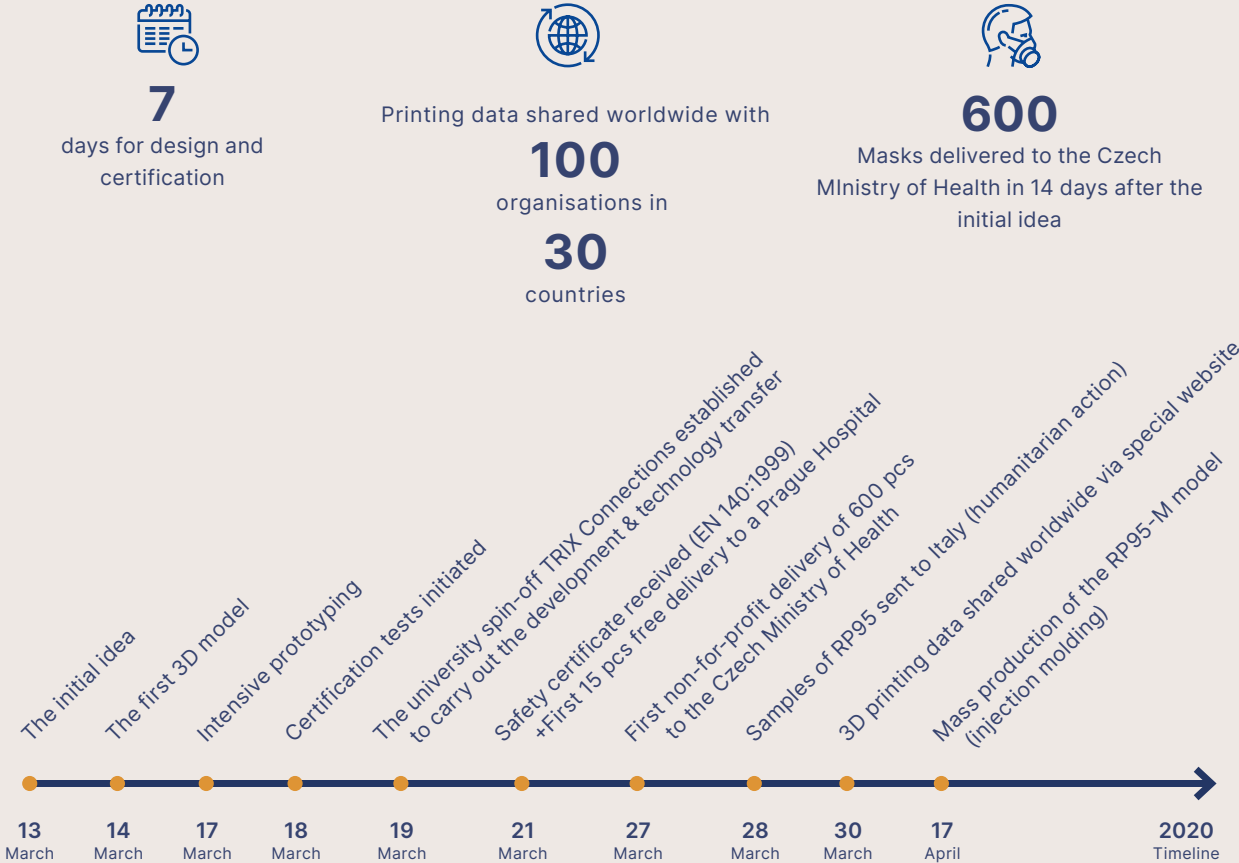 7
days for design and
certification
Printing data shared worldwide with
100
organisations in
30
countries
600
Masks delivered to the Czech
MInistry of Health in 14 days after the
initial idea
The initial idea
The first 3D model
Intensive prototyping
Certification tests initiated
The university spin-off TRIX Connections established
to carry out the development & technology transfer
Safety certificate received (EN 140:1999)
+First 15 pcs free delivery to a Prague Hospital
First non-for-profit delivery of 600 pcs
to the Czech Ministry of Health
Samples of RP95 sent to Italy (humanitarian action)
3D printing data shared worldwide via special website
Mass production of the RP95-M model
(injection molding)
13
March
14
March
17
March
18
March
19
March
21
March
27
March
28
March
30
March
17
April
2020
Timeline